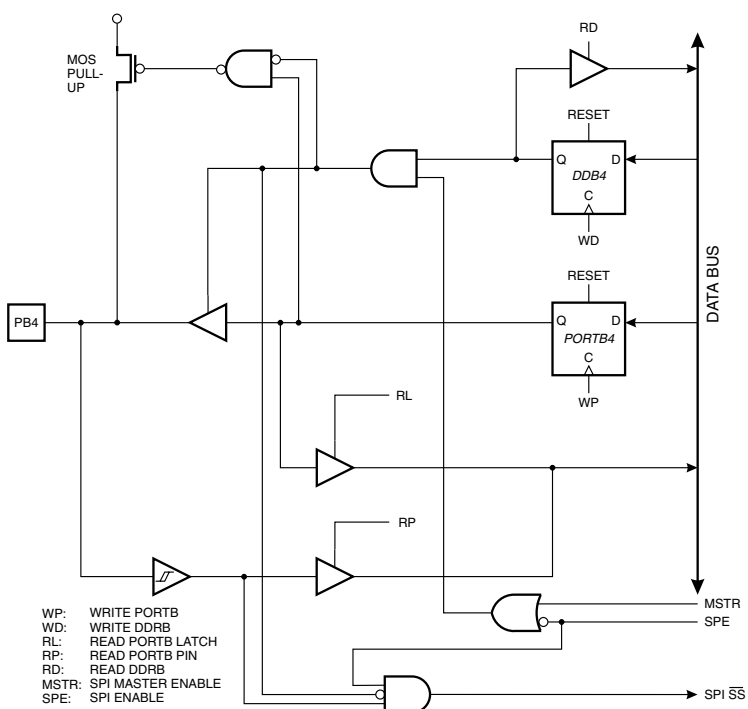 RD
MOS
PULL-
UP
RESET
Q
D
DDB4
C
WD
RESET
PB4
Q
D
PORTB4
C
WP
DATA BUS
RL
RP
WP: WRITE PORTB
WD: WRITE DDRB
RL: READ PORTB LATCH
RP: READ PORTB PIN
RD: READ DDRB
MSTR: SPI MASTER ENABLE
SPE: SPI ENABLE
MSTR
SPE
SPI S̅S̅